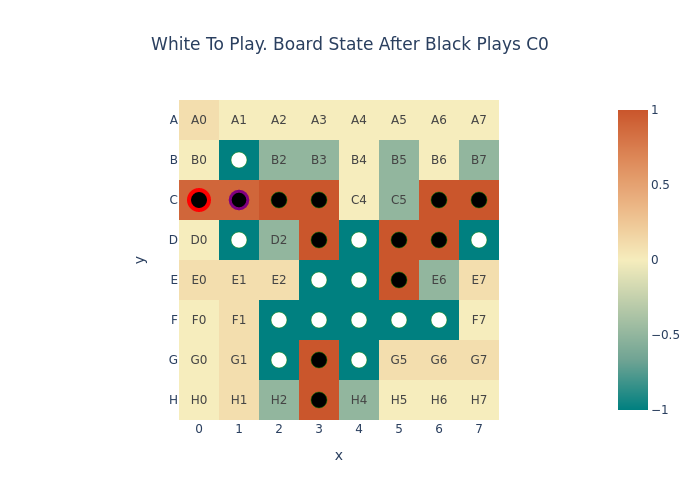 White To Play. Board State After Black Plays C0
A A0 A1 A2 A3 A4 A5 A6 A7 1
B B0 B2 B3 B4 B5 B6 B7
C C4 C5 0.5
D D0 D2
y E E0 E1 E2 E6 E7 0
F F0 F1 F7 −0.5
G G0 G1 G5 G6 G7
H H0 H1 H2 H4 H5 H6 H7 −1
0 1 2 3 4 5 6 7
x